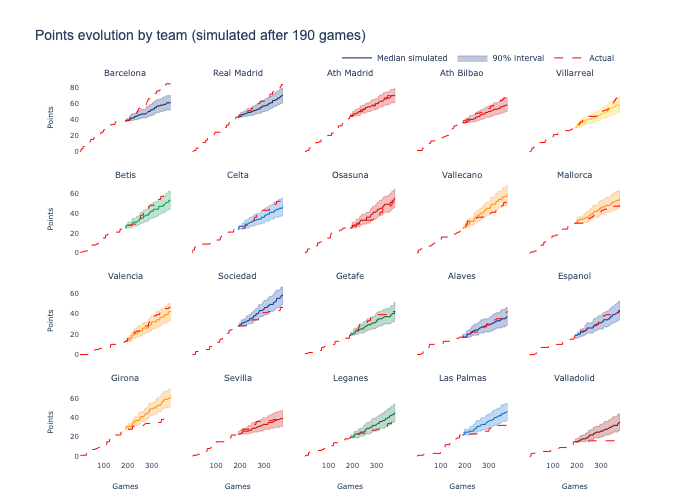 Points evolution by team (simulated after 190 games)
Median simulated 90% interval Actual
Barcelona Real Madrid Ath Madrid Ath Bilbao Villarreal
80
60
40
20
0
Points
Betis Celta Osasuna Vallecano Mallorca
60
40
20
0
Points
Valencia Sociedad Getafe Alaves Espanol
60
40
20
0
Points
Girona Sevilla Leganes Las Palmas Valladolid
60
40
20
0
Points
100 200 300 100 200 300 100 200 300 100 200 300 100 200 300
Games Games Games Games Games